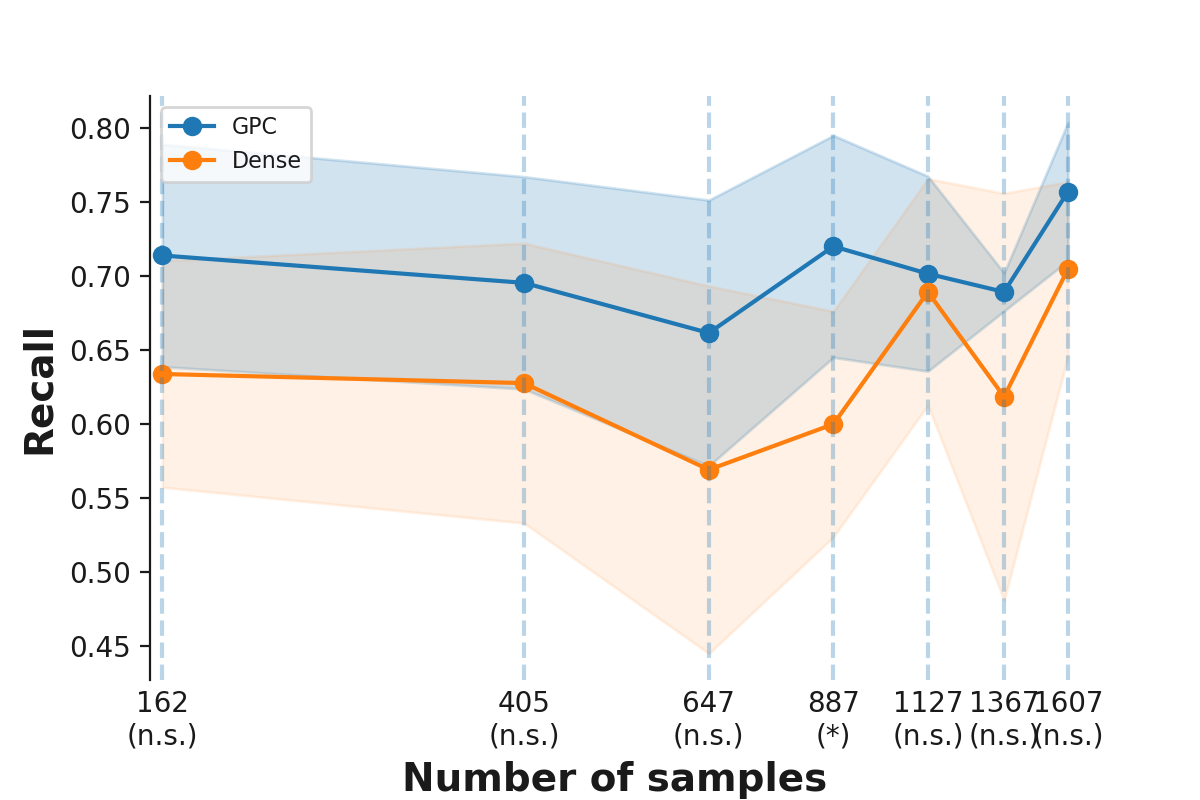 GPC
Dense
0.80
0.75
0.70
0.65
0.60
0.55
0.50
0.45
Recall
162 405 647 887 1127 1367 1607
(n.s.) (n.s.) (n.s.) (*) (n.s.) (n.s.) (n.s.)
Number of samples